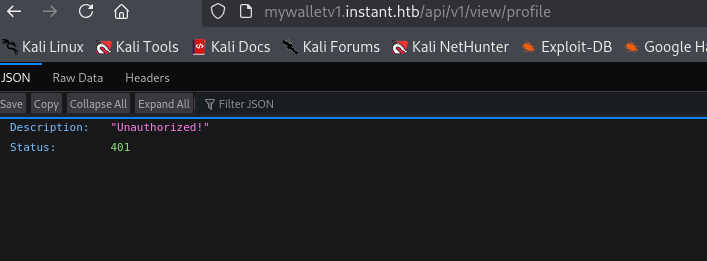 mywalletv1.instant.htb/api/v1/view/profile
Kali Linux Kali Tools Kali Docs Kali Forums Kali NetHunter Exploit-DB Google Ha
JSON Raw Data Headers
Save Copy Collapse All Expand All Filter JSON
Description: "Unauthorized!"
Status: 401